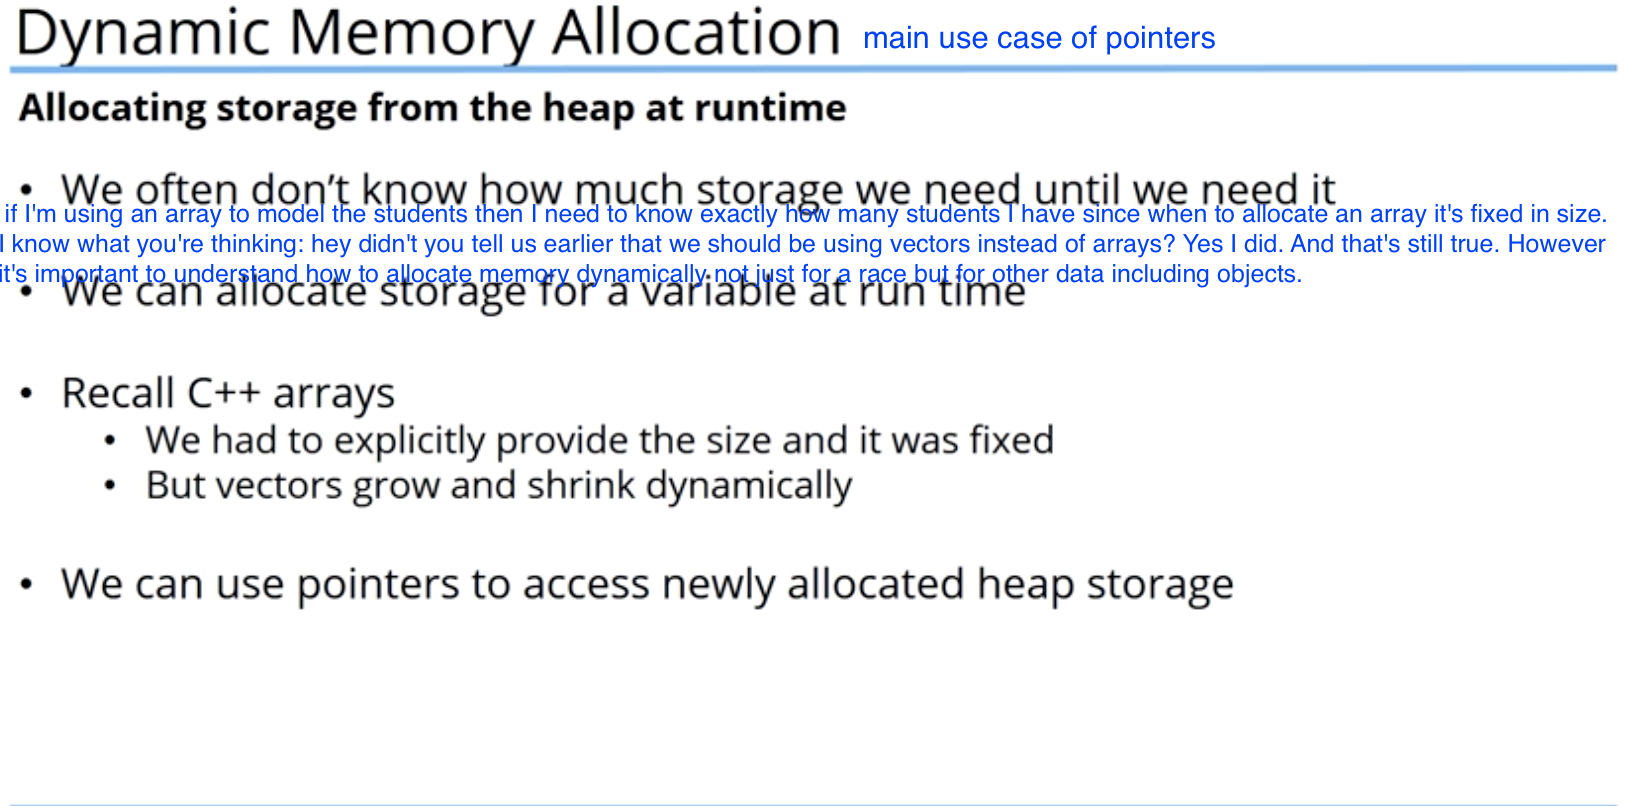 Dynamic Memory Allocation main use case of pointers
Allocating storage from the heap at runtime
• We often don’t know how much storage we need until we need it
if I'm using an array to model the students then I need to know exactly how many students I have since when to allocate an array it's fixed in size.
I know what you're thinking: hey didn't you tell us earlier that we should be using vectors instead of arrays? Yes I did. And that's still true. However
it's important to understand how to allocate memory dynamically not just for a race but for other data including objects.
• We can allocate storage for a variable at run time
• Recall C++ arrays
• We had to explicitly provide the size and it was fixed
• But vectors grow and shrink dynamically
• We can use pointers to access newly allocated heap storage